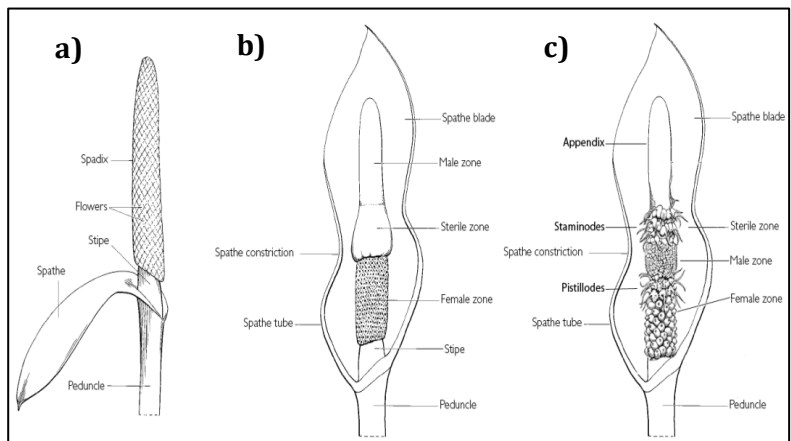 a)
Spadix
Flowers
Stipe
Spathe
Peduncle
b)
Spathe blade
Male zone
Sterile zone
Spathe constriction
Female zone
Spathe tube
Stipe
Peduncle
c)
Spathe blade
Appendix
Staminodes
Sterile zone
Spathe constriction
Male zone
Pistillodes
Female zone
Spathe tube
Peduncle